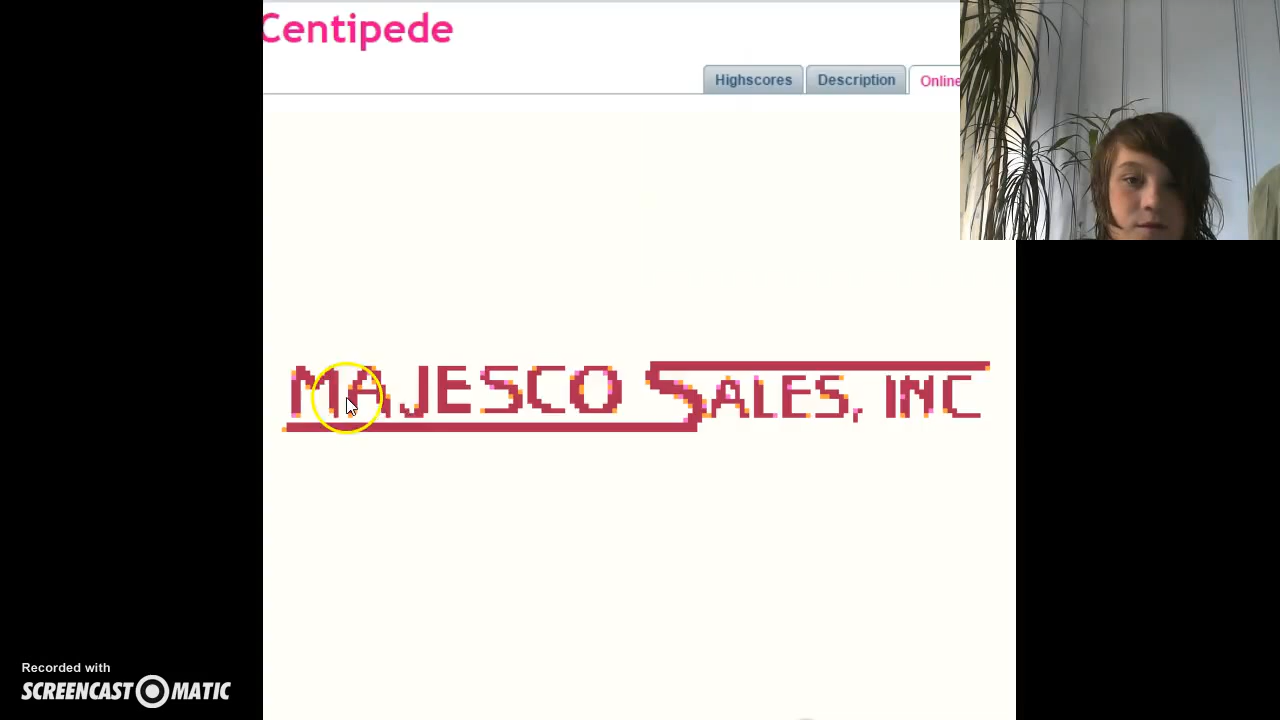 Centipede
Highscores Description Online
MAJESCO SALES, INC
Recorded with
SCREENCAST MATIC